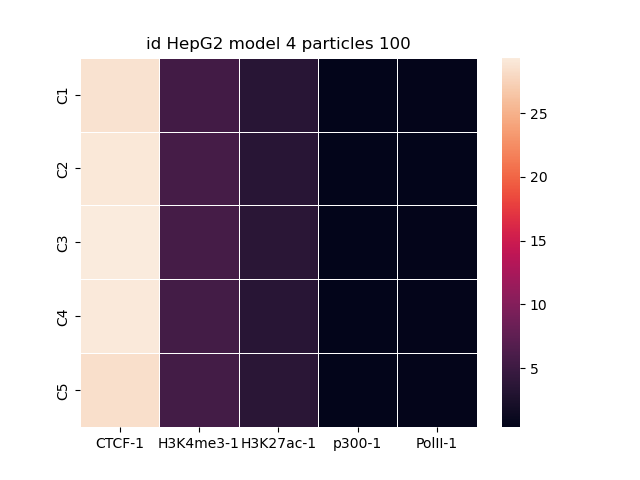 id HepG2 model 4 particles 100
C1
C2
C3
C4
C5
CTCF-1 H3K4me3-1 H3K27ac-1 p300-1 PolII-1
25
20
15
10
5